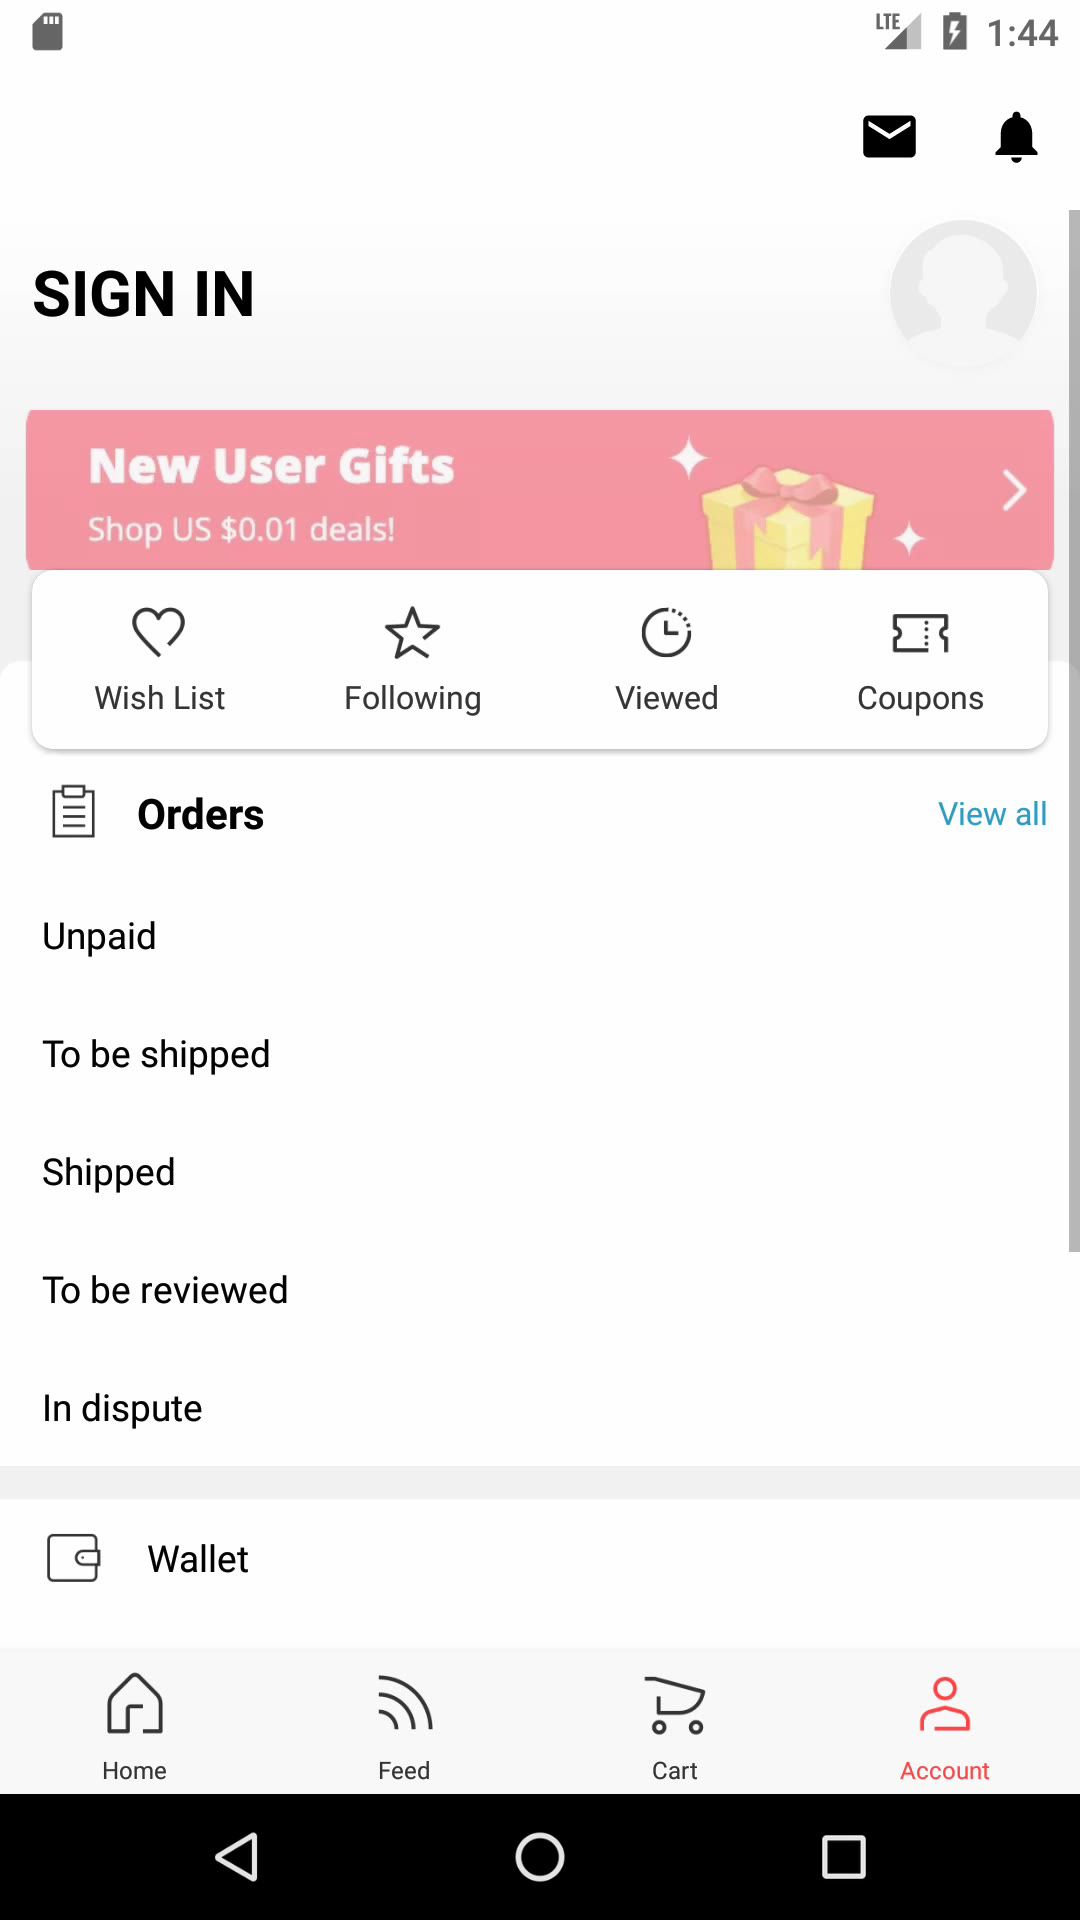 LTE 1:44
SIGN IN
New User Gifts
Shop US $0.01 deals!
Wish List Following Viewed Coupons
Orders View all
Unpaid
To be shipped
Shipped
To be reviewed
In dispute
Wallet
Home Feed Cart Account